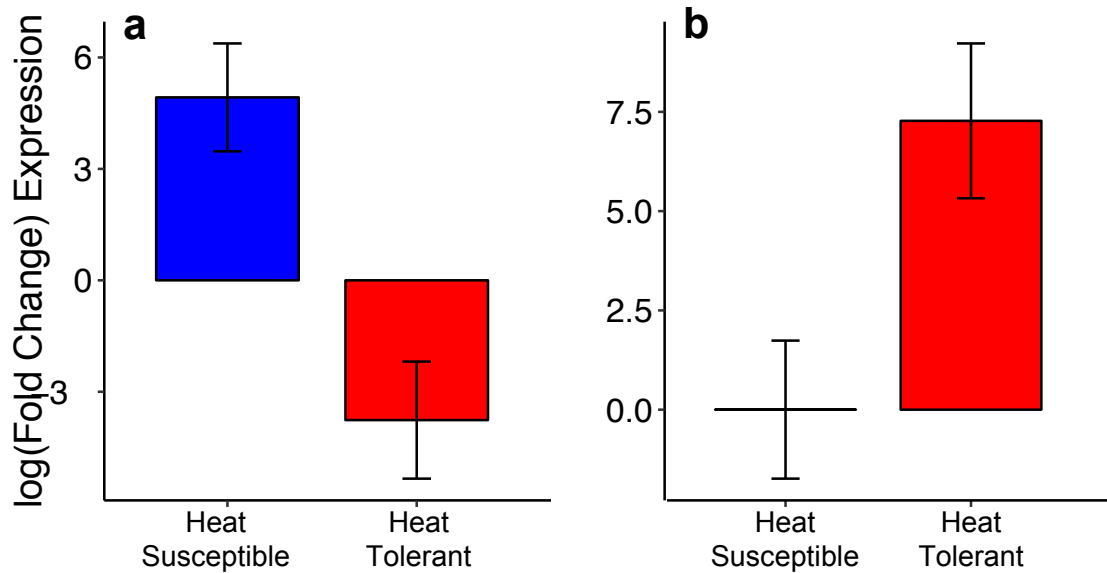 a
b
log(Fold Change) Expression
6
3
0
−3
Heat
Susceptible
Heat
Tolerant
7.5
5.0
2.5
0.0
Heat
Susceptible
Heat
Tolerant